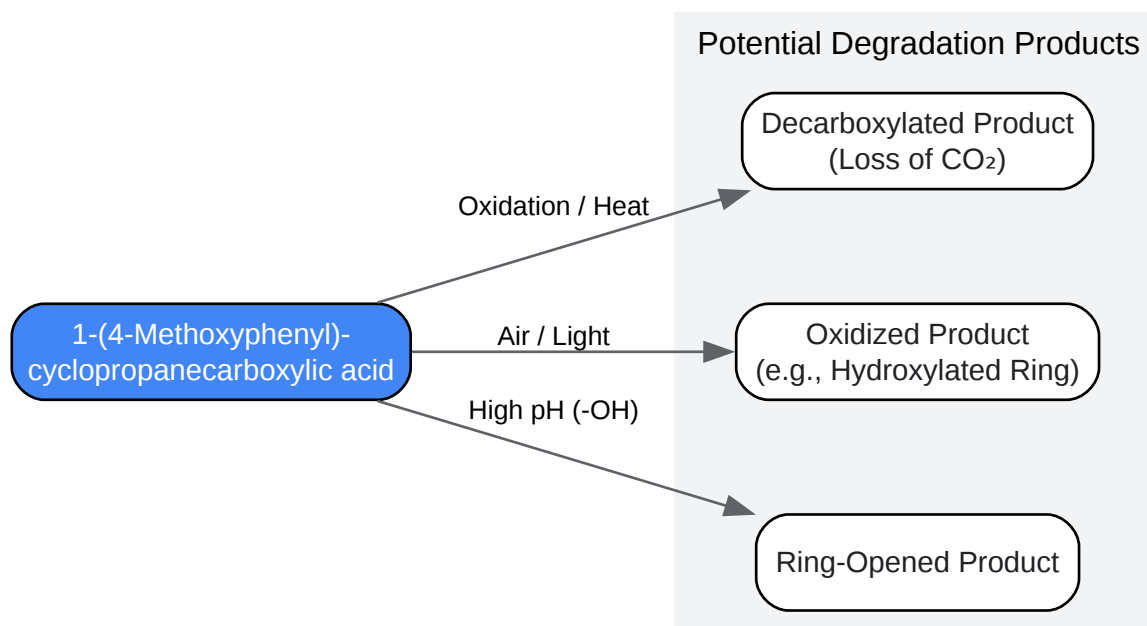 Potential Degradation Products
Decarboxylated Product
(Loss of CO₂)
Oxidation / Heat
1-(4-Methoxyphenyl)-
cyclopropanecarboxylic acid
Air / Light
Oxidized Product
(e.g., Hydroxylated Ring)
High pH (-OH)
Ring-Opened Product